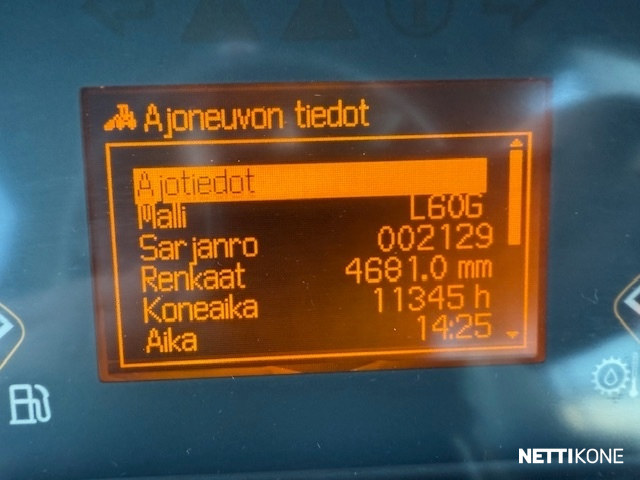 Ajoneuvon tiedot
Ajotiedot
Malli L60G
Sarjanro 002129
Renkaat 4681.0 mm
Koneaika 11345 h
Aika 14:25
NETTIKONE